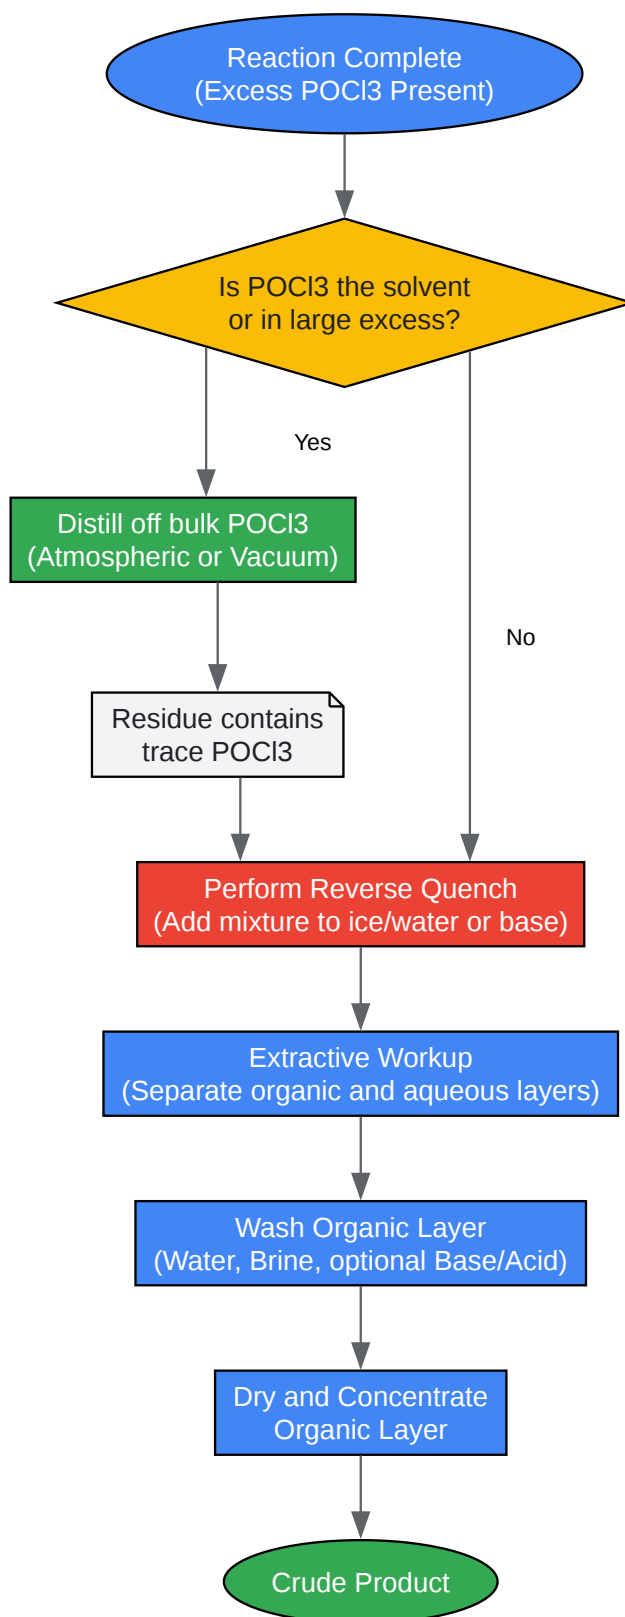 Reaction Complete
(Excess POCl3 Present)
Is POCl3 the solvent
or in large excess?
Yes
Distill off bulk POCl3
(Atmospheric or Vacuum)
No
Residue contains
trace POCl3
Perform Reverse Quench
(Add mixture to ice/water or base)
Extractive Workup
(Separate organic and aqueous layers)
Wash Organic Layer
(Water, Brine, optional Base/Acid)
Dry and Concentrate
Organic Layer
Crude Product